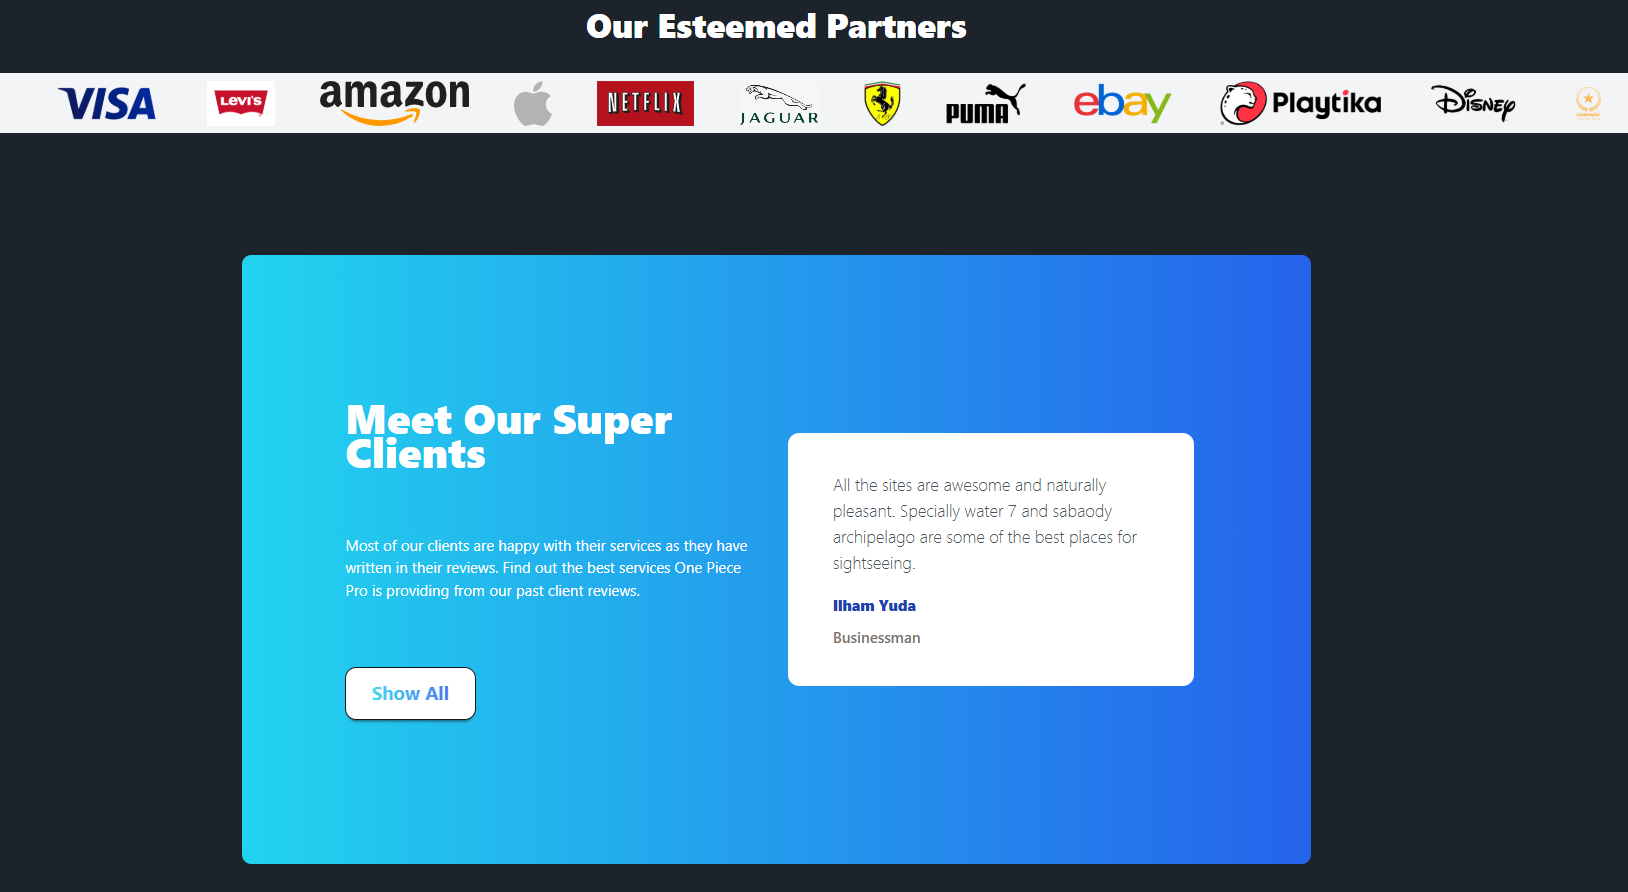 Our Esteemed Partners
VISA
LEVI'S
amazon
NETFLIX
JAGUAR
PUMA
ebay
Playtika
Disney
COMPANY
Meet Our Super
Clients
Most of our clients are happy with their services as they have
written in their reviews. Find out the best services One Piece
Pro is providing from our past client reviews.
Show All
All the sites are awesome and naturally
pleasant. Specially water 7 and sabaody
archipelago are some of the best places for
sightseeing.
Ilham Yuda
Businessman